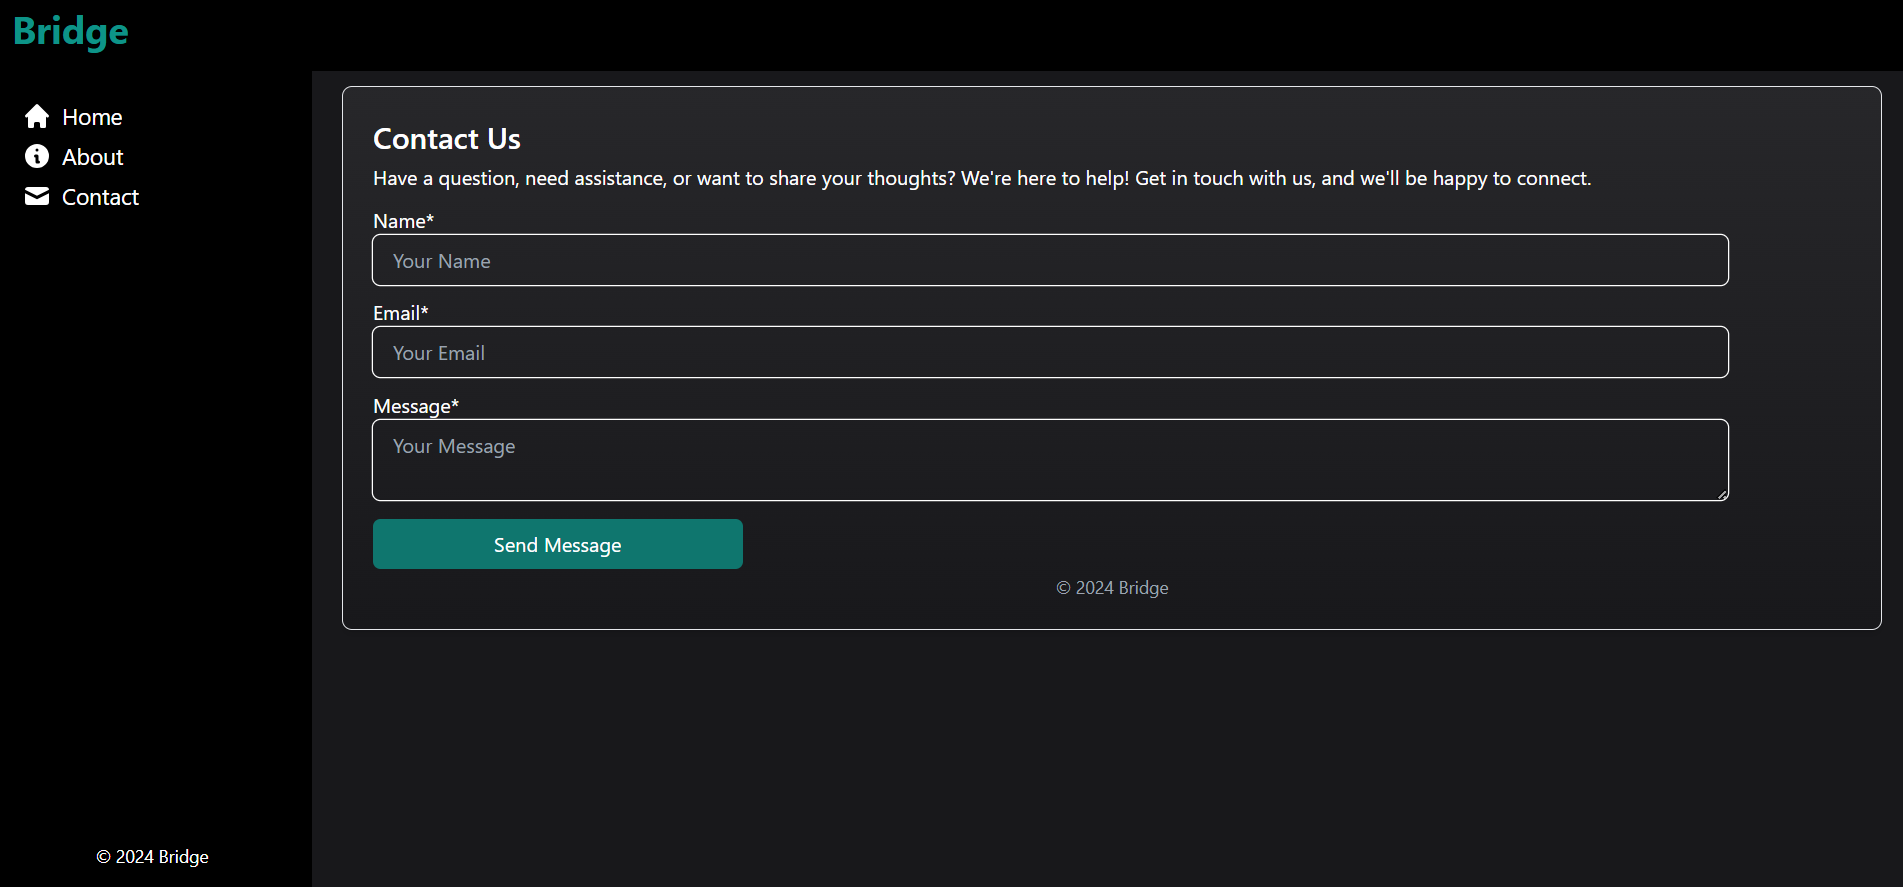 Bridge
Home
About
Contact
Contact Us
Have a question, need assistance, or want to share your thoughts? We're here to help! Get in touch with us, and we'll be happy to connect.
Name*
Your Name
Email*
Your Email
Message*
Your Message
Send Message
© 2024 Bridge
© 2024 Bridge